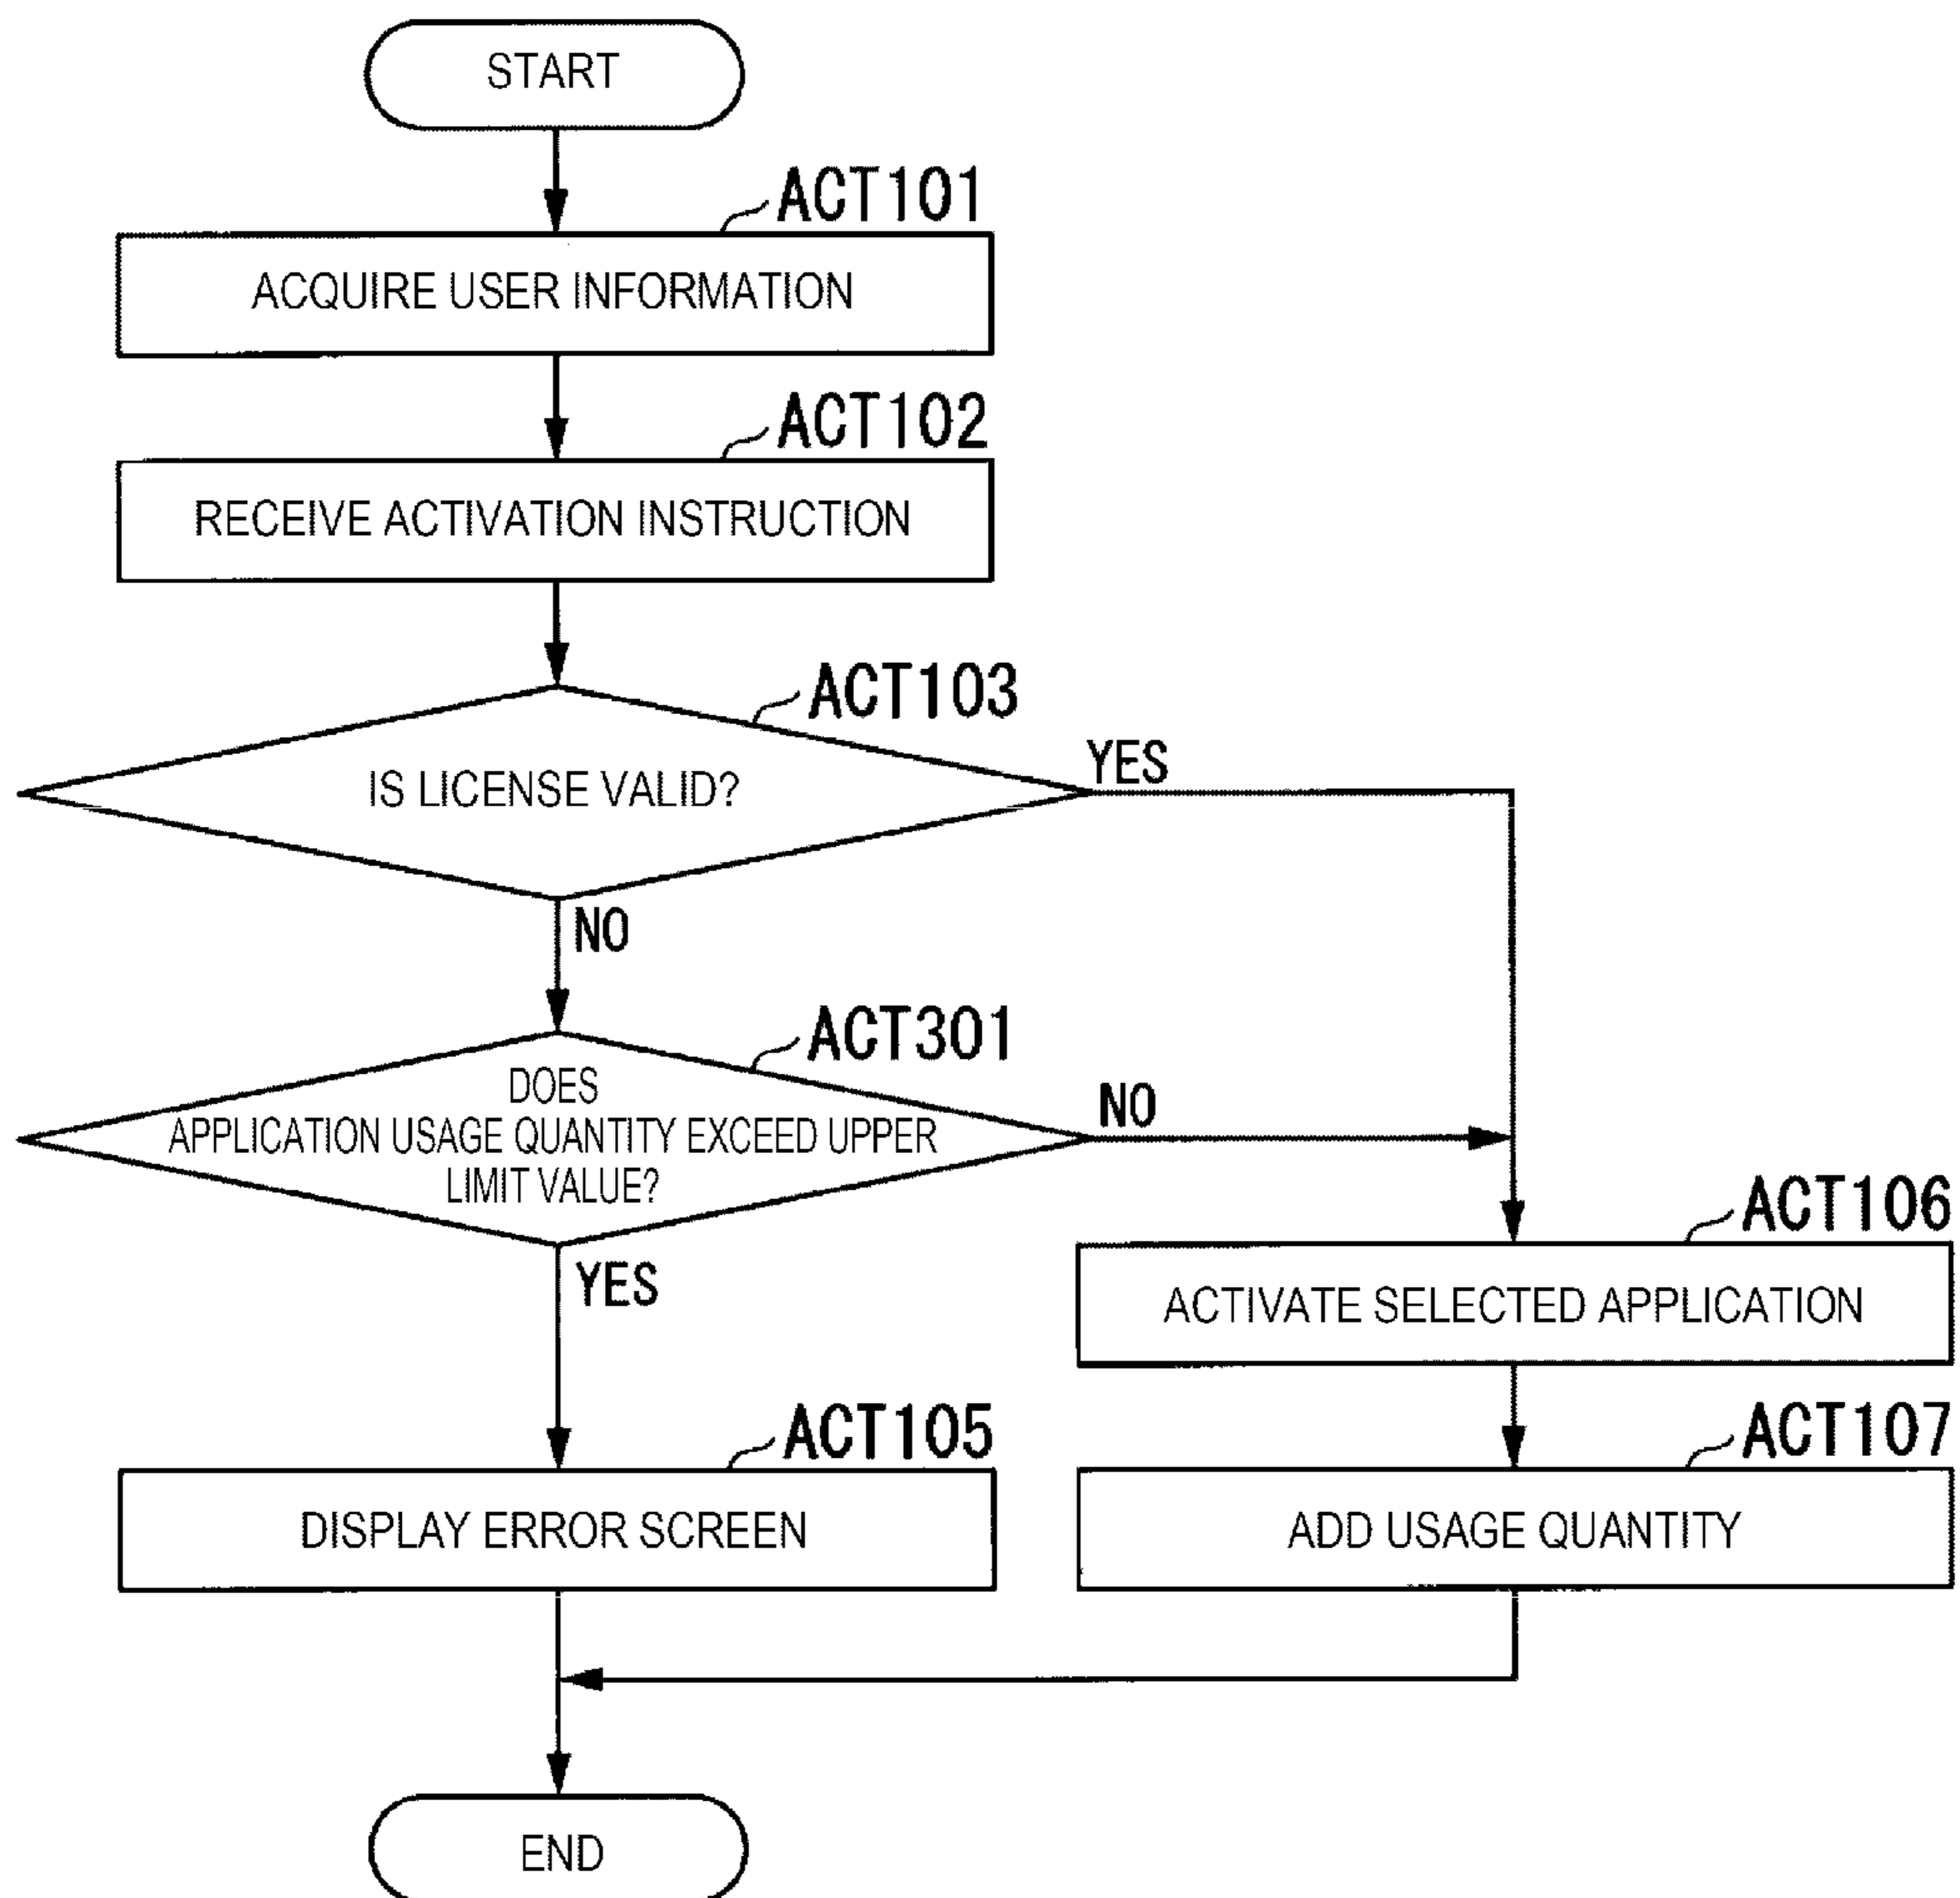 START
ACT101
ACQUIRE USER INFORMATION
ACT102
RECEIVE ACTIVATION INSTRUCTION
ACT103
IS LICENSE VALID?
YES
NO
ACT301
DOES
APPLICATION USAGE QUANTITY EXCEED UPPER
LIMIT VALUE?
NO
YES
ACT106
ACTIVATE SELECTED APPLICATION
ACT105
DISPLAY ERROR SCREEN
ACT107
ADD USAGE QUANTITY
END